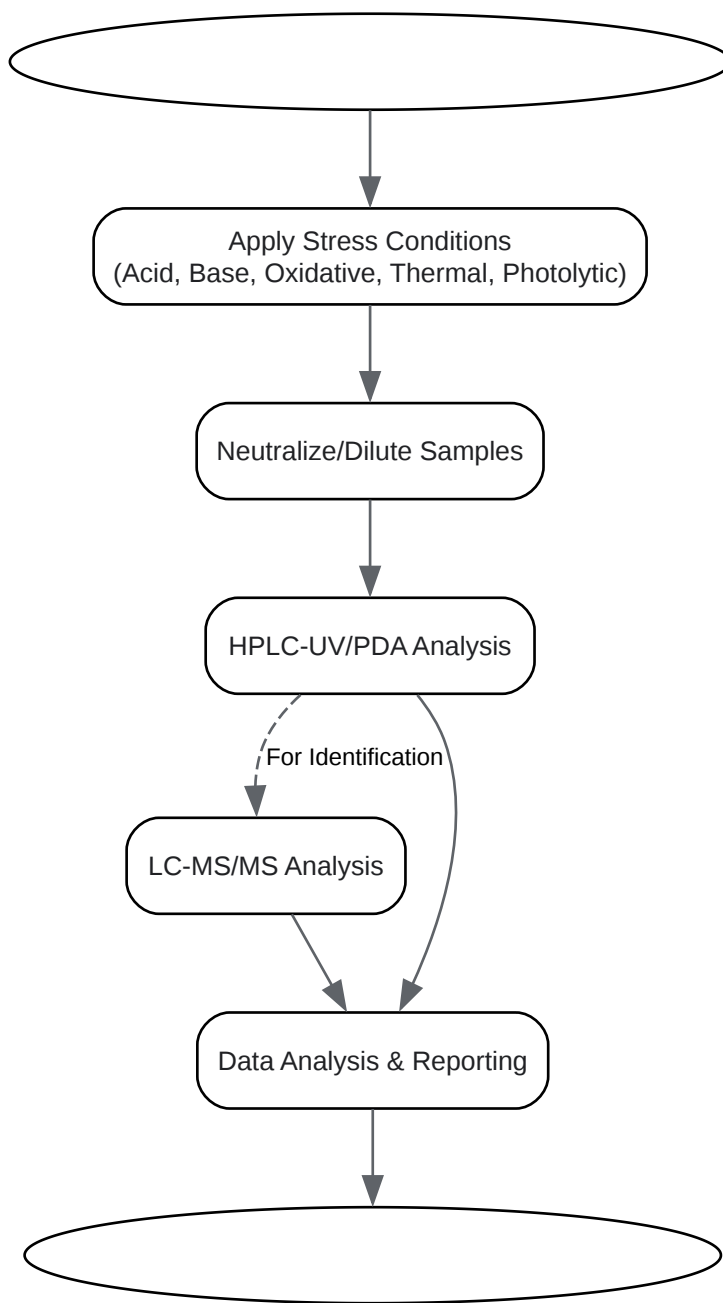 Apply Stress Conditions
(Acid, Base, Oxidative, Thermal, Photolytic)
Neutralize/Dilute Samples
HPLC-UV/PDA Analysis
For Identification
LC-MS/MS Analysis
Data Analysis & Reporting